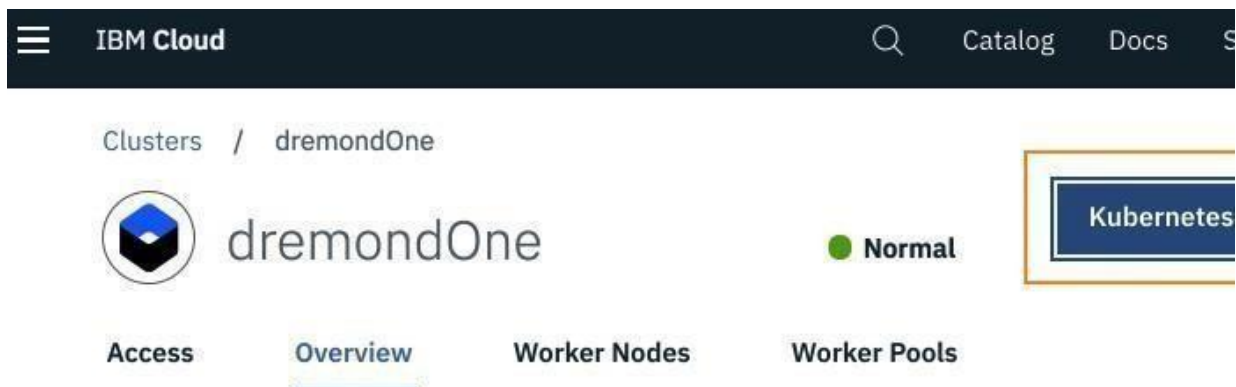 IBM Cloud Catalog Docs S
Clusters / dremondOne
dremondOne Normal Kubernetes
Access Overview Worker Nodes Worker Pools